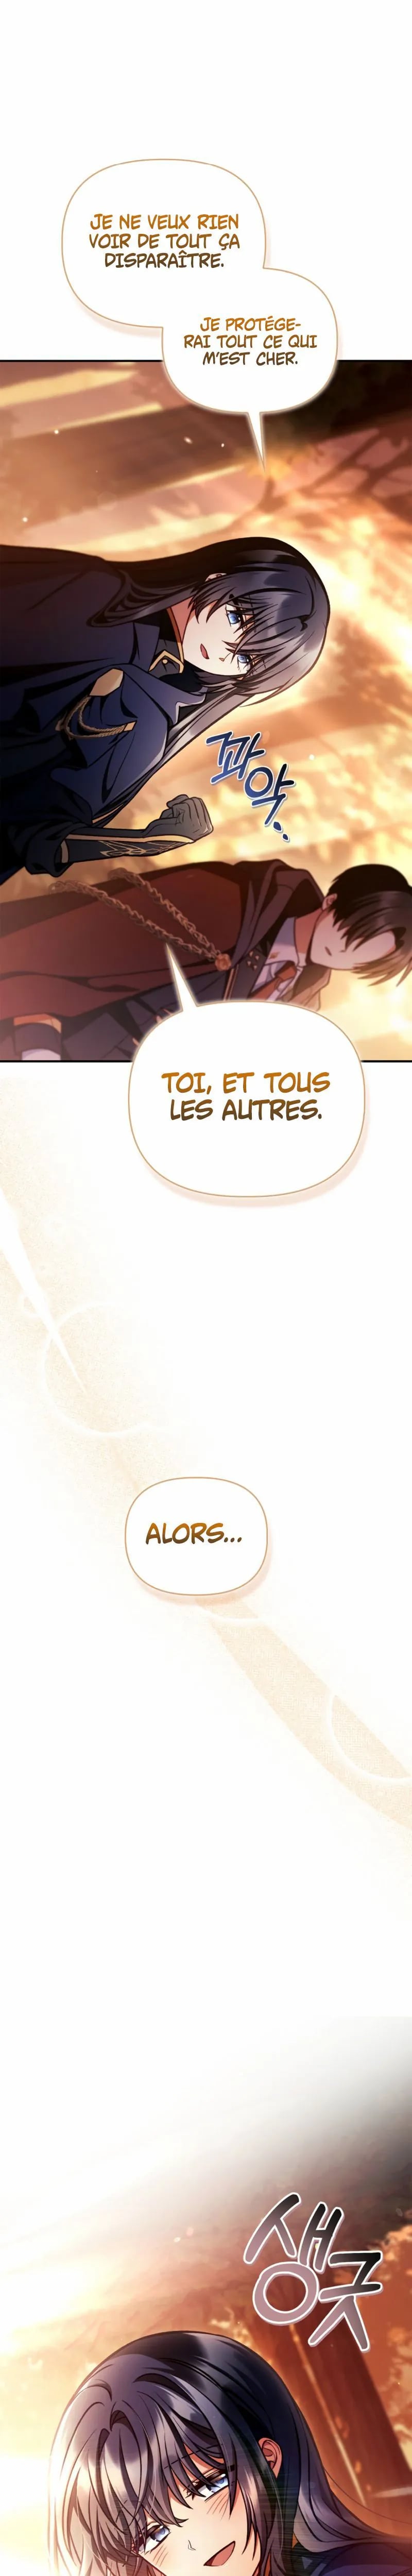 JE NE VEUX RIEN
VOIR DE TOUT ÇA
DISPARAÎTRE.
JE PROTÉGE-
RAI TOUT CE QUI
M'EST CHER.
꽈악..
TOI, ET TOUS
LES AUTRES.
ALORS...
생긋